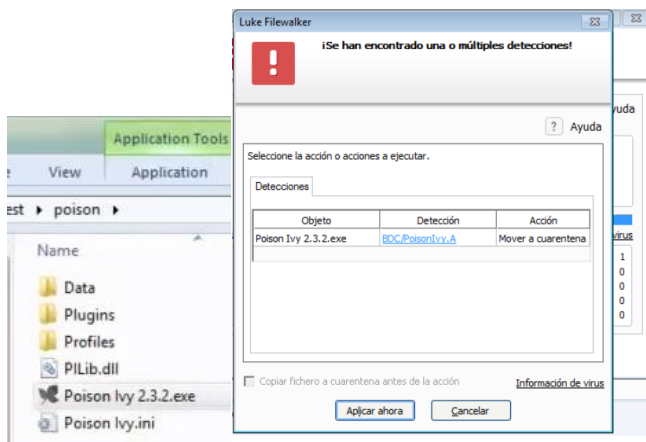 Luke Filewalker
¡Se han encontrado una o múltiples detecciones!
Ayuda
Seleccione la acción o acciones a ejecutar.
Detecciones
Objeto Detección Acción
Poison Ivy 2.3.2.exe BDC/PoisonIvy.A Mover a cuarentena
Copiar fichero a cuarentena antes de la acción
Información de virus
Aplicar ahora Cancelar
Application Tools
View Application
est poison
Name
Data
Plugins
Profiles
PILib.dll
Poison Ivy 2.3.2.exe
Poison Ivy.ini
yuda
virus
1
0
0
0
0